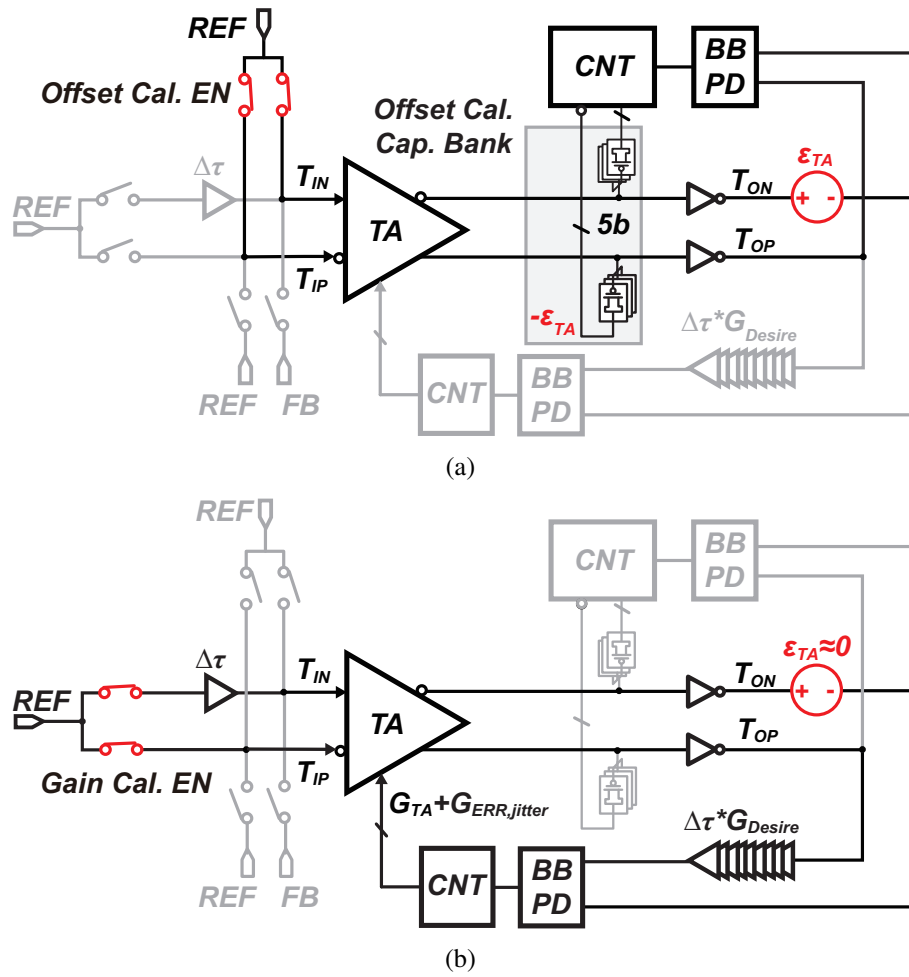 REF
Offset Cal. EN
Offset Cal.
Cap. Bank
CNT
BB
PD
Δτ
REF
T_IN
TA
T_IP
5b
-ε_TA
T_ON
ε_TA
+ -
T_OP
Δτ*G_Desire
CNT
BB
PD
REF FB
(a)
REF
CNT
BB
PD
Δτ
REF
T_IN
TA
T_IP
T_ON
ε_TA≈0
+ -
T_OP
Gain Cal. EN
G_TA+G_ERR,jitter
Δτ*G_Desire
CNT
BB
PD
REF FB
(b)